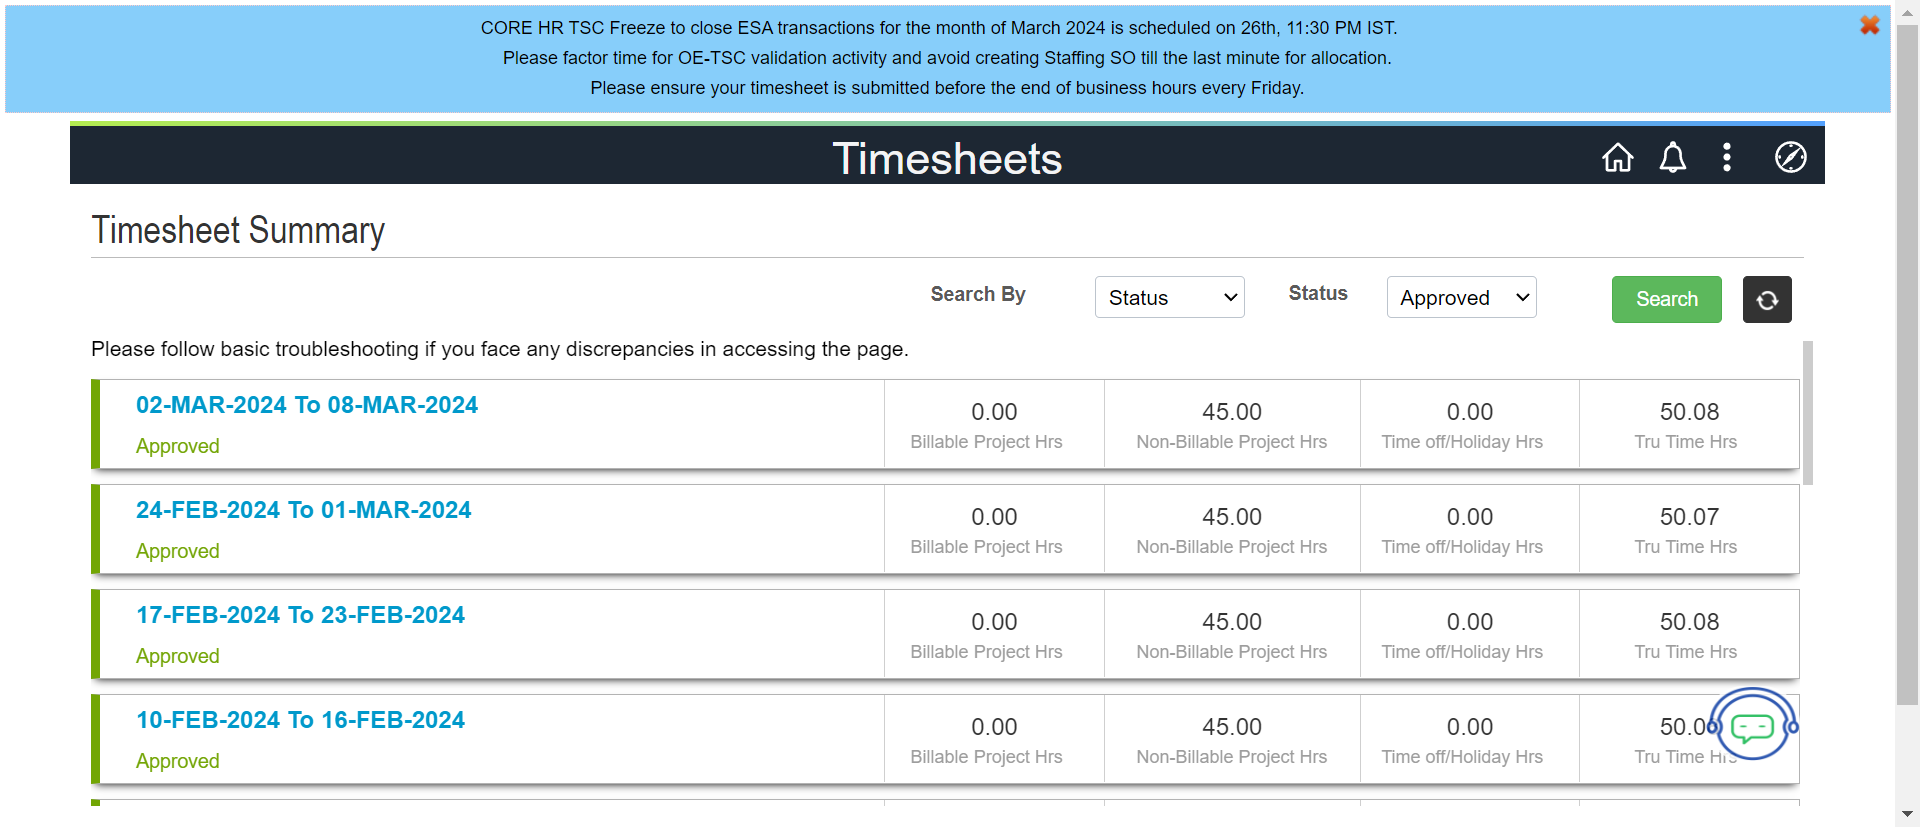 CORE HR TSC Freeze to close ESA transactions for the month of March 2024 is scheduled on 26th, 11:30 PM IST.
Please factor time for OE-TSC validation activity and avoid creating Staffing SO till the last minute for allocation.
Please ensure your timesheet is submitted before the end of business hours every Friday.
Timesheets
Timesheet Summary
Search By Status Status Approved Search
Please follow basic troubleshooting if you face any discrepancies in accessing the page.
02-MAR-2024 To 08-MAR-2024 0.00 45.00 0.00 50.08
Approved Billable Project Hrs Non-Billable Project Hrs Time off/Holiday Hrs Tru Time Hrs
24-FEB-2024 To 01-MAR-2024 0.00 45.00 0.00 50.07
Approved Billable Project Hrs Non-Billable Project Hrs Time off/Holiday Hrs Tru Time Hrs
17-FEB-2024 To 23-FEB-2024 0.00 45.00 0.00 50.08
Approved Billable Project Hrs Non-Billable Project Hrs Time off/Holiday Hrs Tru Time Hrs
10-FEB-2024 To 16-FEB-2024 0.00 45.00 0.00
Approved Billable Project Hrs Non-Billable Project Hrs Time off/Holiday Hrs Tru Time